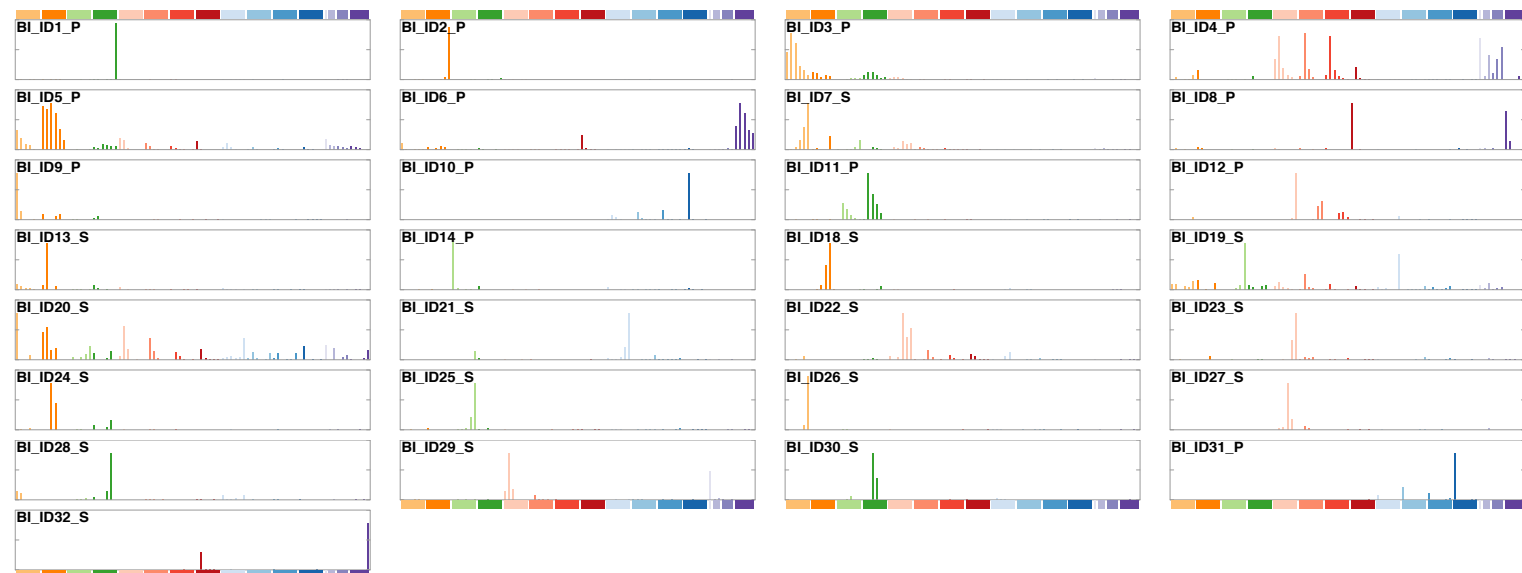 BI_ID1_P
BI_ID2_P
BI_ID3_P
BI_ID4_P
BI_ID5_P
BI_ID6_P
BI_ID7_S
BI_ID8_P
BI_ID9_P
BI_ID10_P
BI_ID11_P
BI_ID12_P
BI_ID13_S
BI_ID14_P
BI_ID18_S
BI_ID19_S
BI_ID20_S
BI_ID21_S
BI_ID22_S
BI_ID23_S
BI_ID24_S
BI_ID25_S
BI_ID26_S
BI_ID27_S
BI_ID28_S
BI_ID29_S
BI_ID30_S
BI_ID31_P
BI_ID32_S